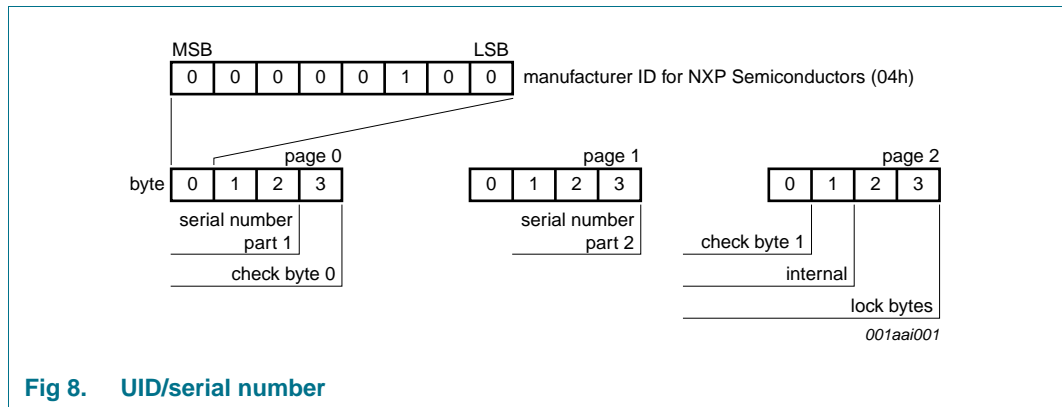 MSB LSB
0 0 0 0 0 1 0 0 manufacturer ID for NXP Semiconductors (04h)
page 0 page 1 page 2
byte 0 1 2 3 0 1 2 3 0 1 2 3
serial number serial number
part 1 part 2 check byte 1
check byte 0 internal
lock bytes
001aai001
Fig 8. UID/serial number